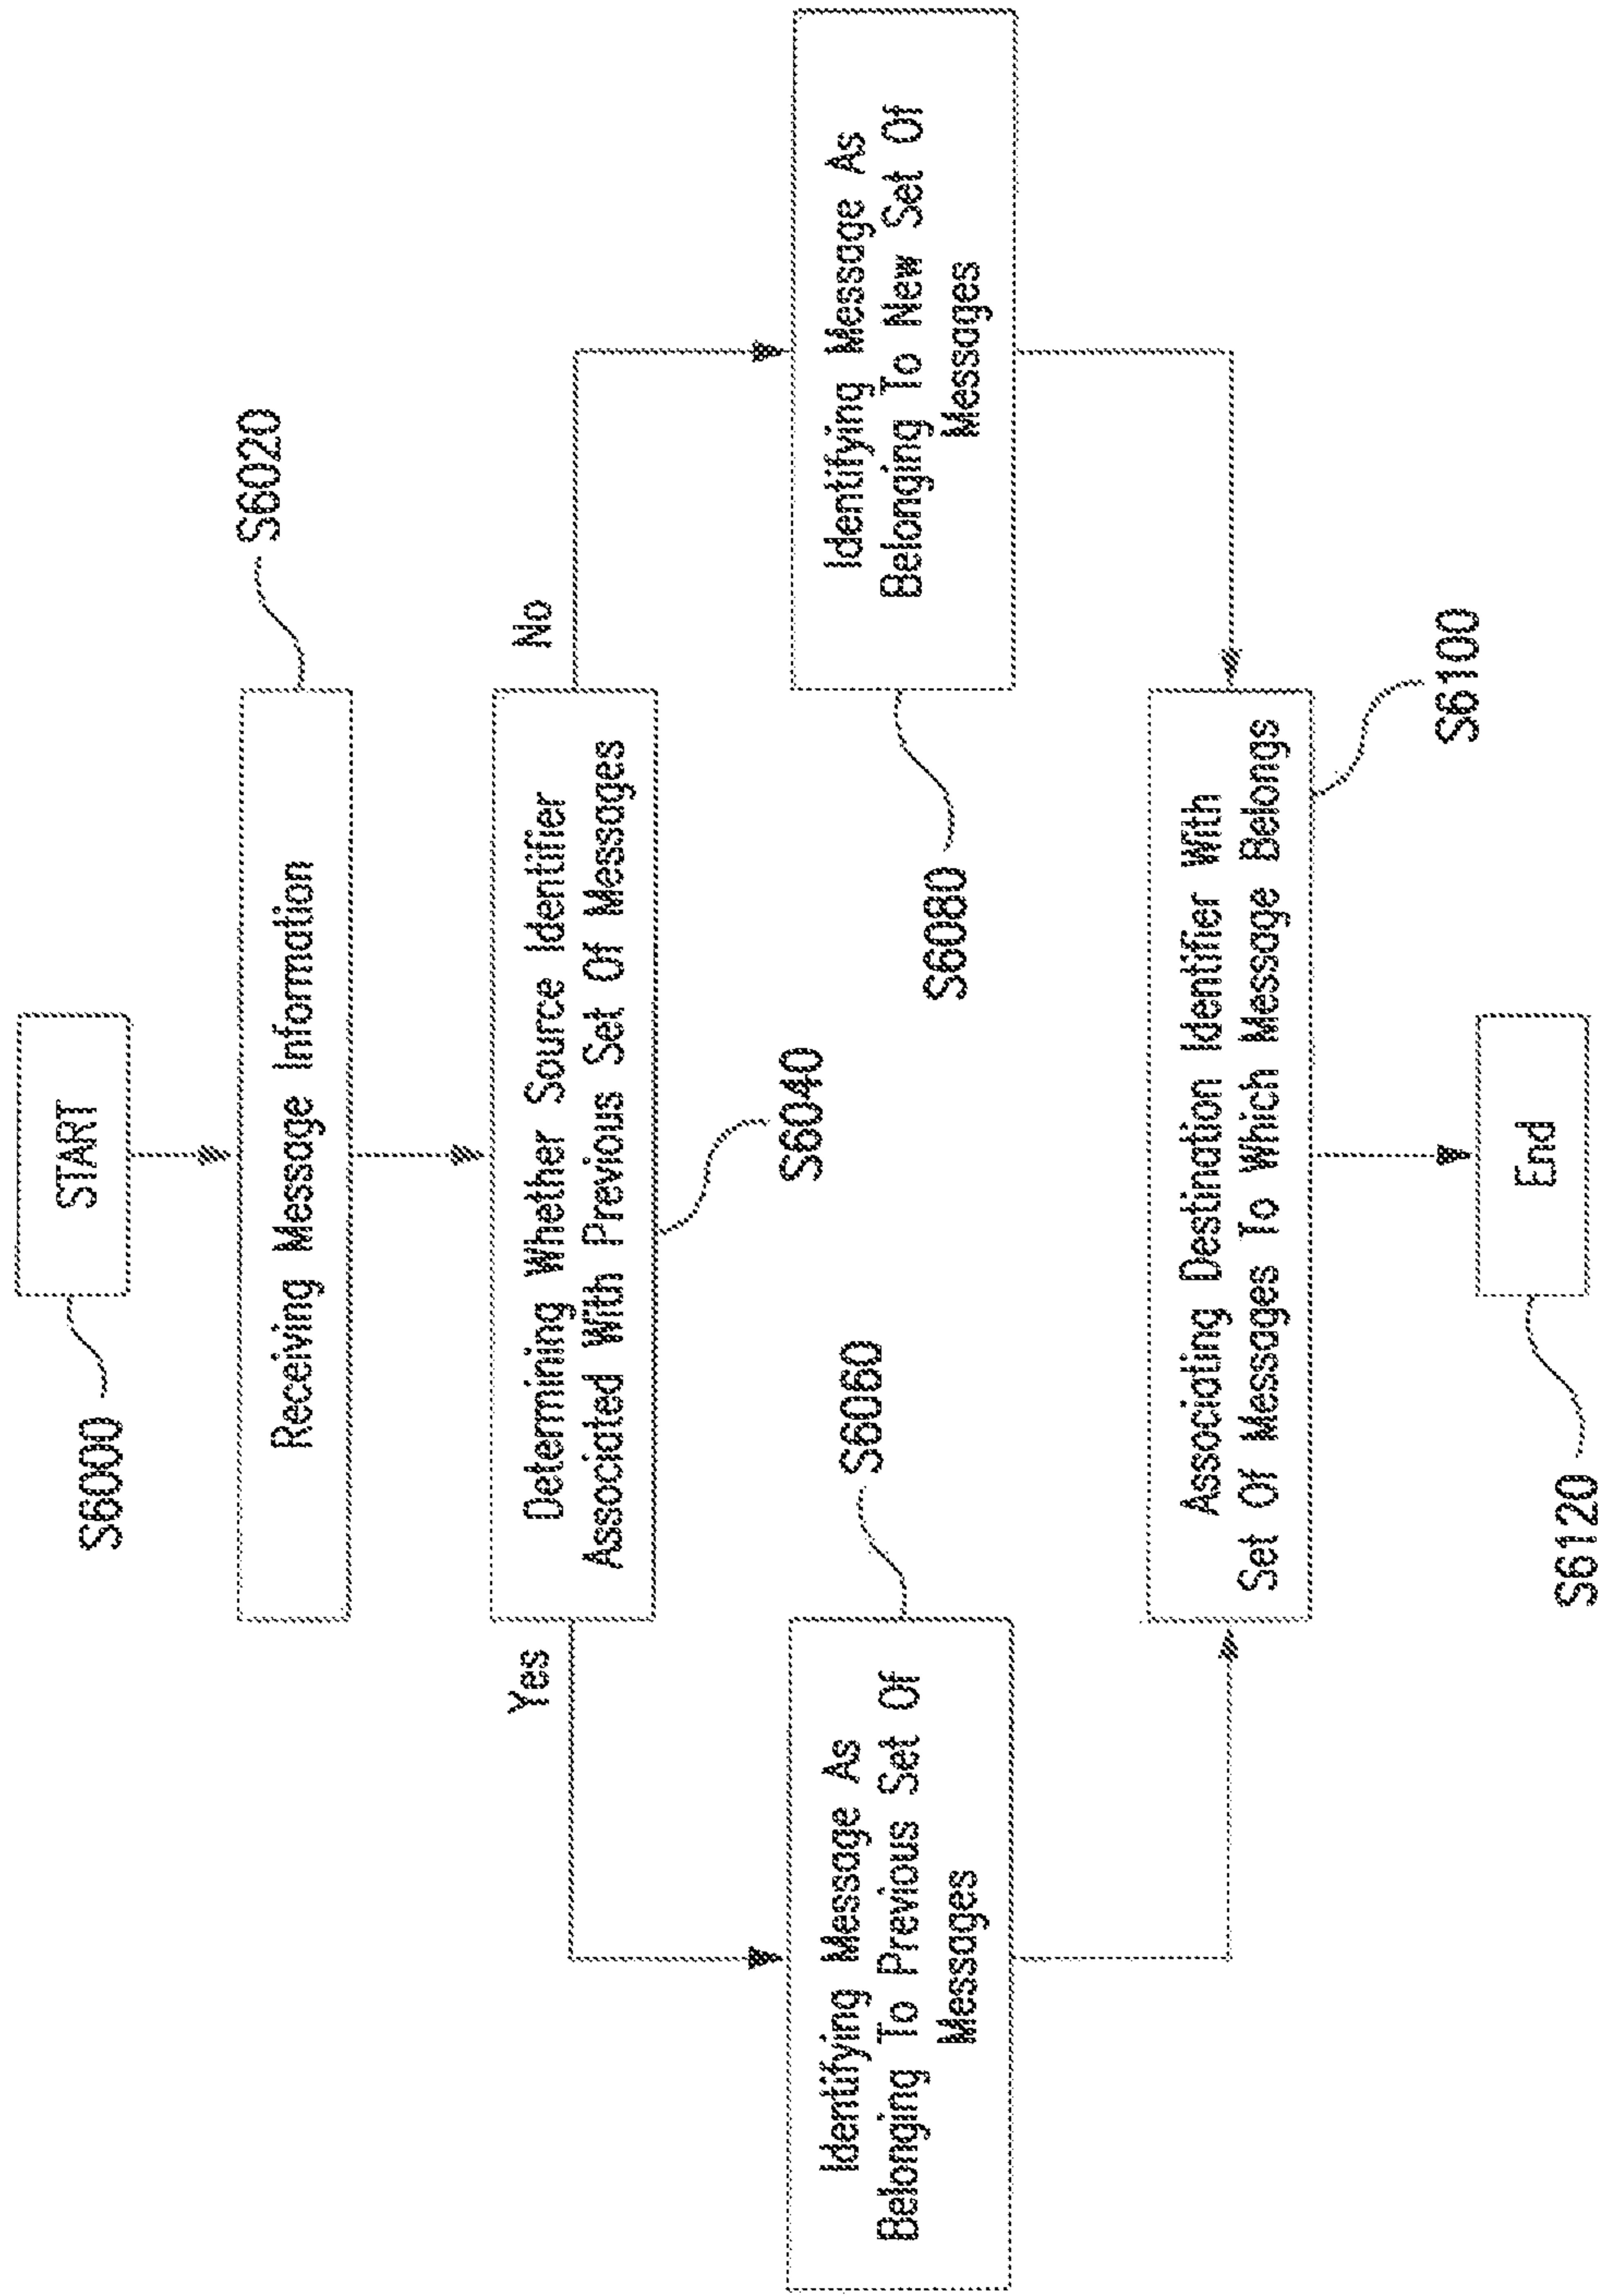 START
S6000
Receiving Message Information
S6020
Determining Whether Source Identifier
Associated With Previous Set Of Messages
S6040
Yes
No
Identifying Message As
Belonging To Previous Set Of
Messages
S6060
Identifying Message As
Belonging To New Set Of
Messages
S6080
Associating Destination Identifier With
Set Of Messages To Which Message Belongs
S6100
End
S6120